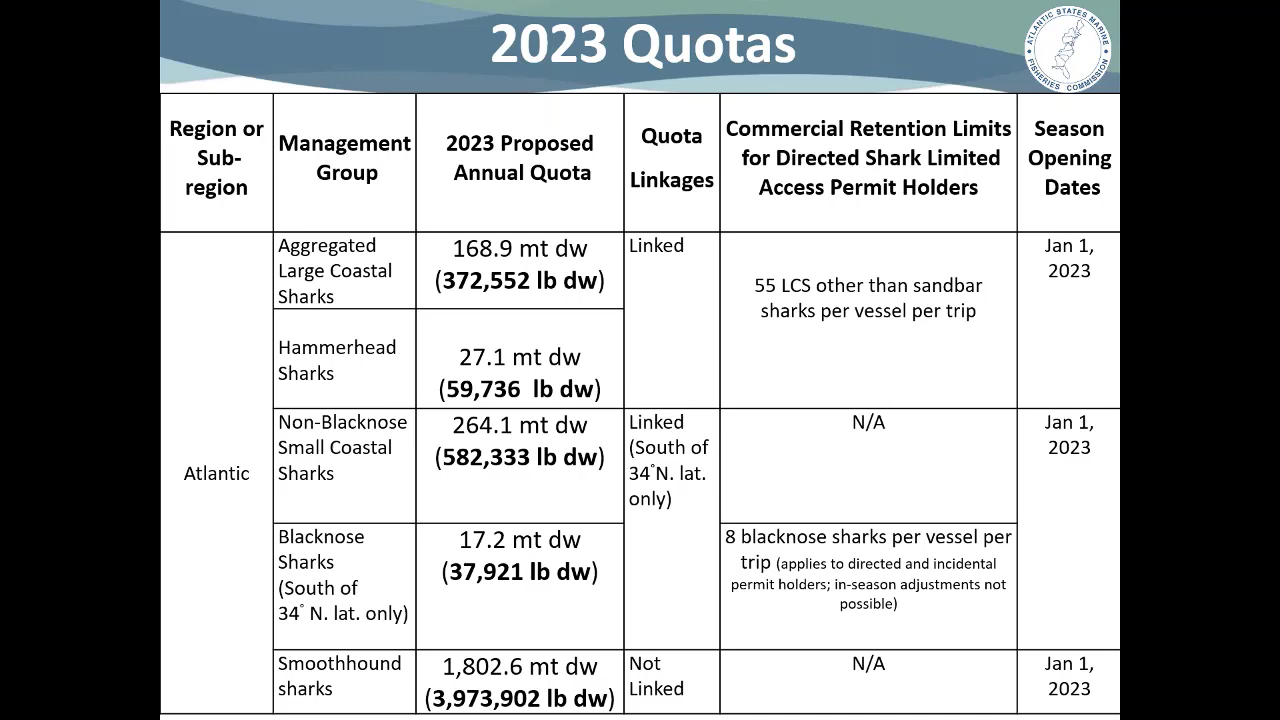 2023 Quotas
ATLANTIC STATES MARINE
FISHERIES COMMISSION
Region or
Sub-
region
Management
Group
2023 Proposed
Annual Quota
Quota
Linkages
Commercial Retention Limits
for Directed Shark Limited
Access Permit Holders
Season
Opening
Dates
Atlantic
Aggregated
Large Coastal
Sharks
168.9 mt dw
(372,552 lb dw)
Linked
55 LCS other than sandbar
sharks per vessel per trip
Jan 1,
2023
Hammerhead
Sharks
27.1 mt dw
(59,736  lb dw)
Non-Blacknose
Small Coastal
Sharks
264.1 mt dw
(582,333 lb dw)
Linked
(South of
34°N. lat.
only)
N/A
Jan 1,
2023
Blacknose
Sharks
(South of
34° N. lat. only)
17.2 mt dw
(37,921 lb dw)
8 blacknose sharks per vessel per
trip (applies to directed and incidental
permit holders; in-season adjustments not
possible)
Smoothhound
sharks
1,802.6 mt dw
(3,973,902 lb dw)
Not
Linked
N/A
Jan 1,
2023